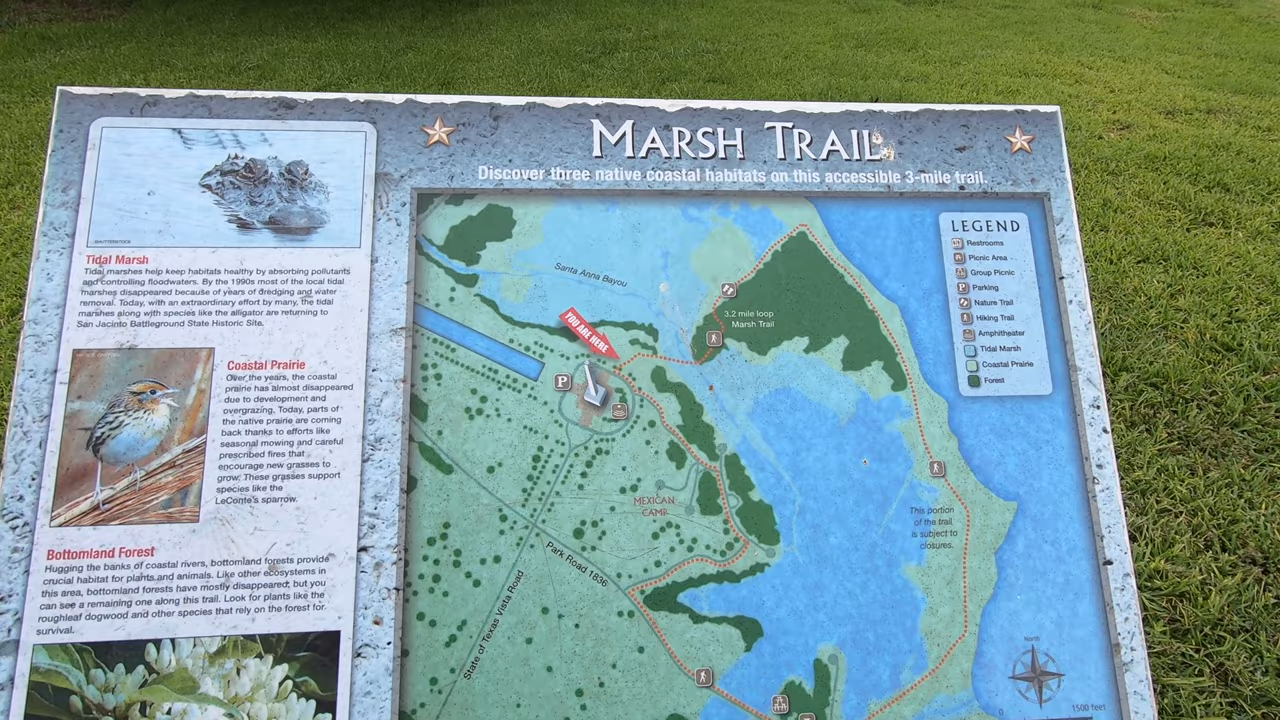 MARSH TRAIL
Discover three native coastal habitats on this accessible 3-mile trail.
SHUTTERSTOCK
Tidal Marsh
Tidal marshes help keep habitats healthy by absorbing pollutants
and controlling floodwaters. By the 1990s most of the local tidal
marshes disappeared because of years of dredging and water
removal. Today, with an extraordinary effort by many, the tidal
marshes along with species like the alligator are returning to
San Jacinto Battleground State Historic Site.
Coastal Prairie
Over the years, the coastal
prairie has almost disappeared
due to development and
overgrazing. Today, parts of
the native prairie are coming
back thanks to efforts like
seasonal mowing and careful
prescribed fires that
encourage new grasses to
grow. These grasses support
species like the
LeConte's sparrow.
Bottomland Forest
Hugging the banks of coastal rivers, bottomland forests provide
crucial habitat for plants and animals. Like other ecosystems in
this area, bottomland forests have mostly disappeared, but you
can see a remaining one along this trail. Look for plants like the
roughleaf dogwood and other species that rely on the forest for
survival.
Santa Anna Bayou
YOU ARE HERE
3.2 mile loop
Marsh Trail
P
MEXICAN
CAMP
Park Road 1836
State of Texas Vista Road
This portion
of the trail
is subject to
closures.
LEGEND
Restrooms
Picnic Area
Group Picnic
P Parking
Nature Trail
Hiking Trail
Amphitheater
Tidal Marsh
Coastal Prairie
Forest
North
0 1500 feet